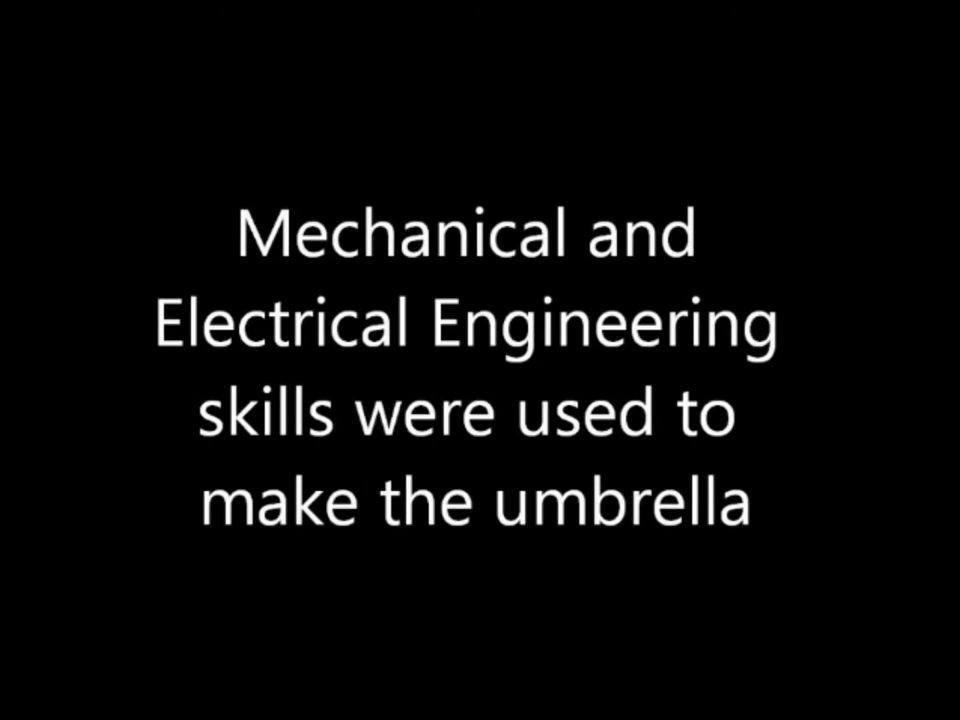 Mechanical and
Electrical Engineering
skills were used to
make the umbrella